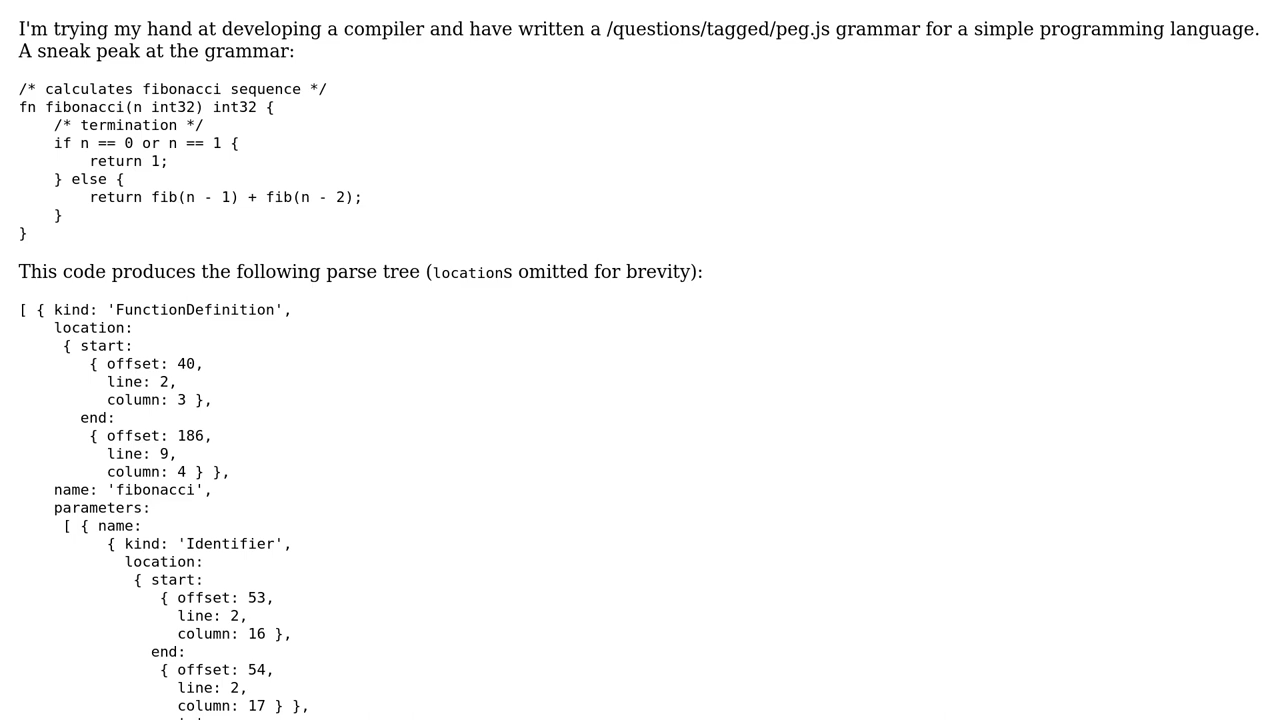 I'm trying my hand at developing a compiler and have written a /questions/tagged/peg.js grammar for a simple programming language.
A sneak peak at the grammar:
/* calculates fibonacci sequence */
fn fibonacci(n int32) int32 {
    /* termination */
    if n == 0 or n == 1 {
        return 1;
    } else {
        return fib(n - 1) + fib(n - 2);
    }
}
This code produces the following parse tree (locations omitted for brevity):
[ { kind: 'FunctionDefinition',
    location:
     { start:
        { offset: 40,
          line: 2,
          column: 3 },
       end:
        { offset: 186,
          line: 9,
          column: 4 } },
    name: 'fibonacci',
    parameters:
     [ { name:
          { kind: 'Identifier',
            location:
             { start:
                { offset: 53,
                  line: 2,
                  column: 16 },
               end:
                { offset: 54,
                  line: 2,
                  column: 17 } },